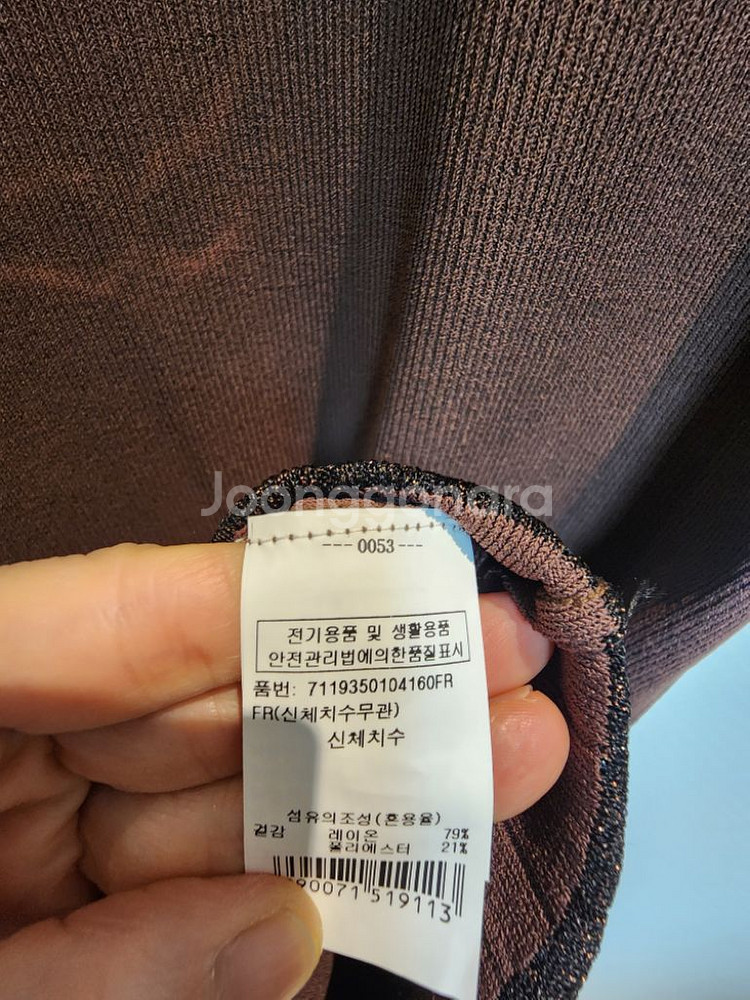 Joonggonnara
--- 0053 ---
전기용품 및 생활용품
안전관리법에의한품질표시
품번: 7119350104160FR
FR(신체치수무관)
신체치수
섬유의조성(혼용율)
겉감 레이온 79%
폴리에스터 21%
90071 519113